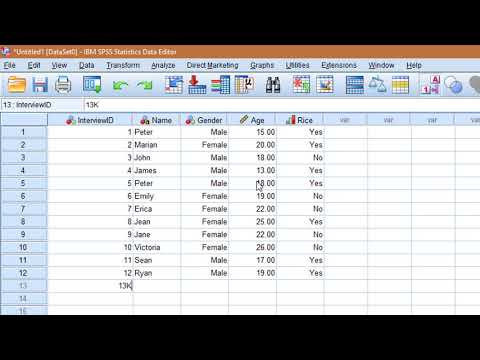 *Untitled1 [DataSet0] - IBM SPSS Statistics Data Editor
File Edit View Data Transform Analyze Direct Marketing Graphs Utilities Extensions Window Help
13 : InterviewID 13K
InterviewID Name Gender Age Rice var var var
1 1 Peter Male 15.00 Yes
2 2 Marian Female 20.00 Yes
3 3 John Male 18.00 No
4 4 James Male 13.00 Yes
5 5 Peter Male 18.00 Yes
6 6 Emily Female 19.00 No
7 7 Erica Female 22.00 No
8 8 Jean Female 25.00 Yes
9 9 Jane Female 22.00 No
10 10 Victoria Female 26.00 No
11 11 Sean Male 17.00 Yes
12 12 Ryan Male 19.00 Yes
13 13K
14
15